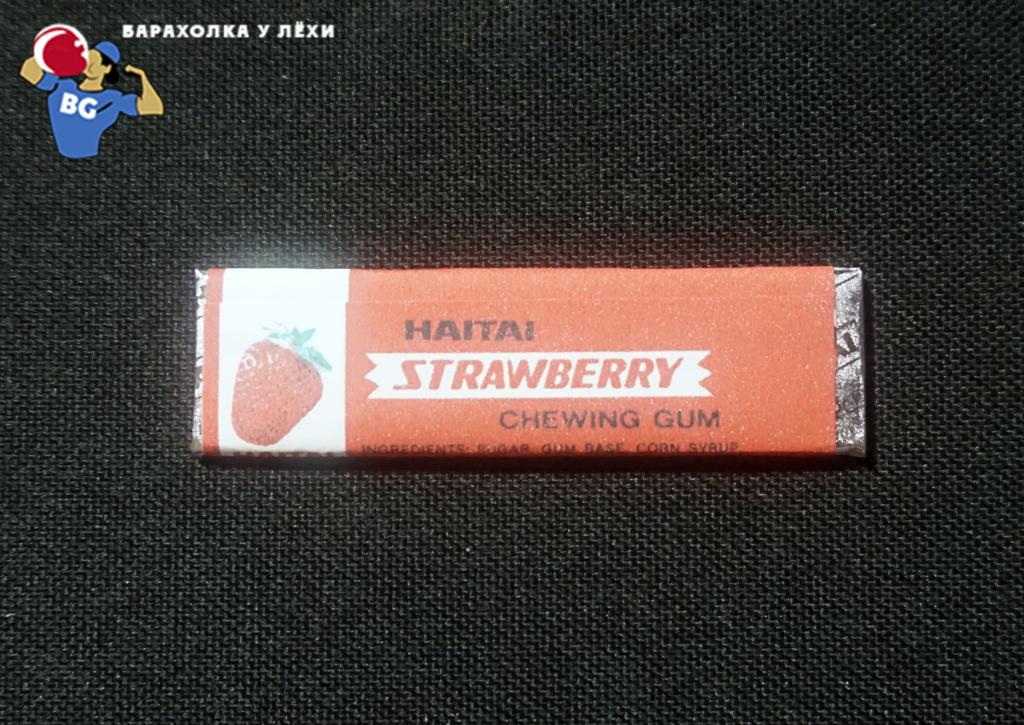 БАРАХОЛКА У ЛЁХИ
BG
HAITAI
STRAWBERRY
CHEWING GUM
INGREDIENTS: SUGAR, GUM BASE, CORN SYRUP